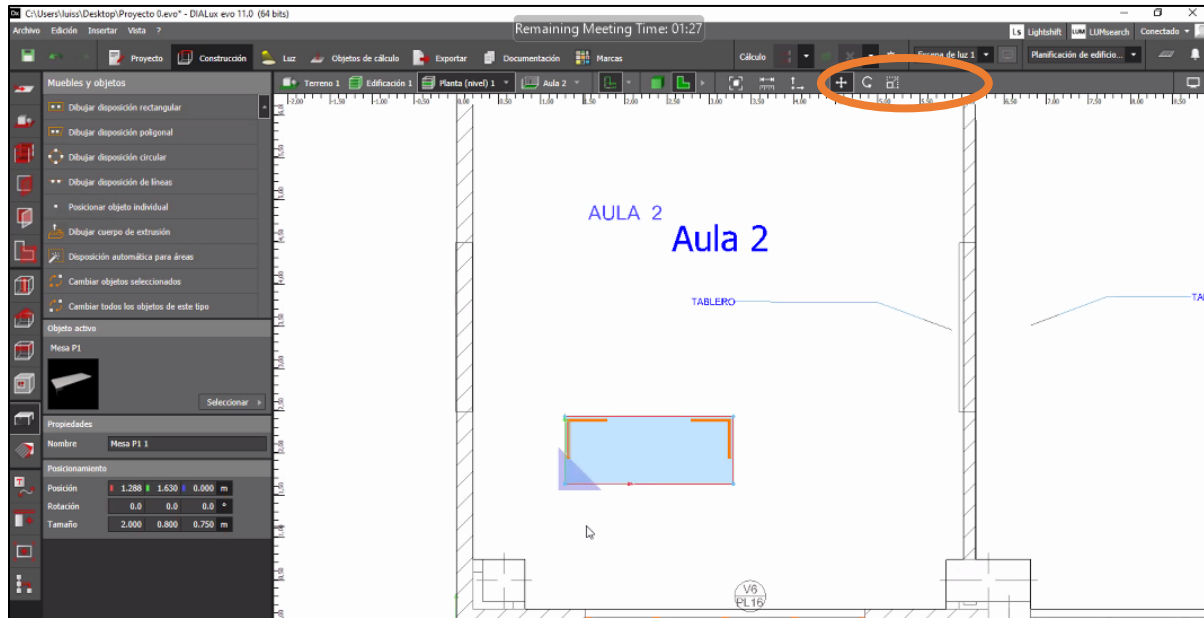 C:\Users\luiss\Desktop\Proyecto 0.evo* - DIALux evo 11.0 (64 bits)
Remaining Meeting Time: 01:27
Archivo Edición Insertar Vista ?
Ls Lightshift LUM LUMsearch Conectado
Proyecto Construcción Luz Objetos de cálculo Exportar Documentación Marcas Cálculo Escena de luz 1 Planificación de edificio...
Muebles y objetos
Terreno 1 Edificación 1 Planta (nivel) 1 Aula 2
Dibujar disposición rectangular
Dibujar disposición poligonal
Dibujar disposición circular
Dibujar disposición de líneas
Posicionar objeto individual
Dibujar cuerpo de extrusión
Disposición automática para áreas
Cambiar objetos seleccionados
Cambiar todos los objetos de este tipo
Objeto activo
Mesa P1
Seleccionar
Propiedades
Nombre Mesa P1 1
Posicionamiento
Posición 1.288 1.630 0.000 m
Rotación 0.0 0.0 0.0 °
Tamaño 2.000 0.800 0.750 m
AULA 2
Aula 2
TABLERO
TA
V6
PL16